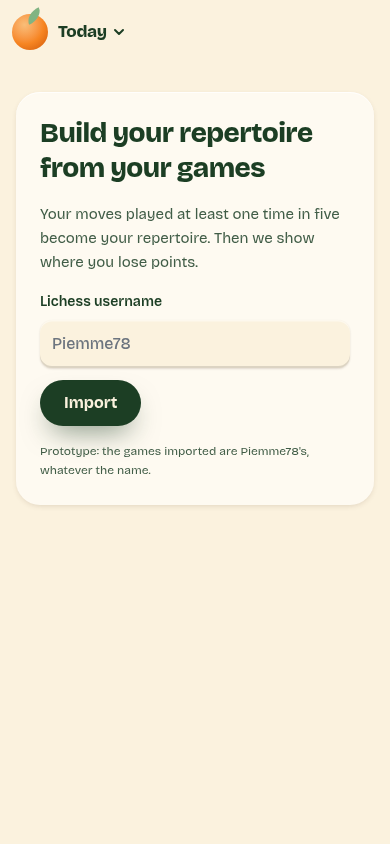 Today
Build your repertoire
from your games
Your moves played at least one time in five
become your repertoire. Then we show
where you lose points.
Lichess username
Piemme78
Import
Prototype: the games imported are Piemme78's,
whatever the name.